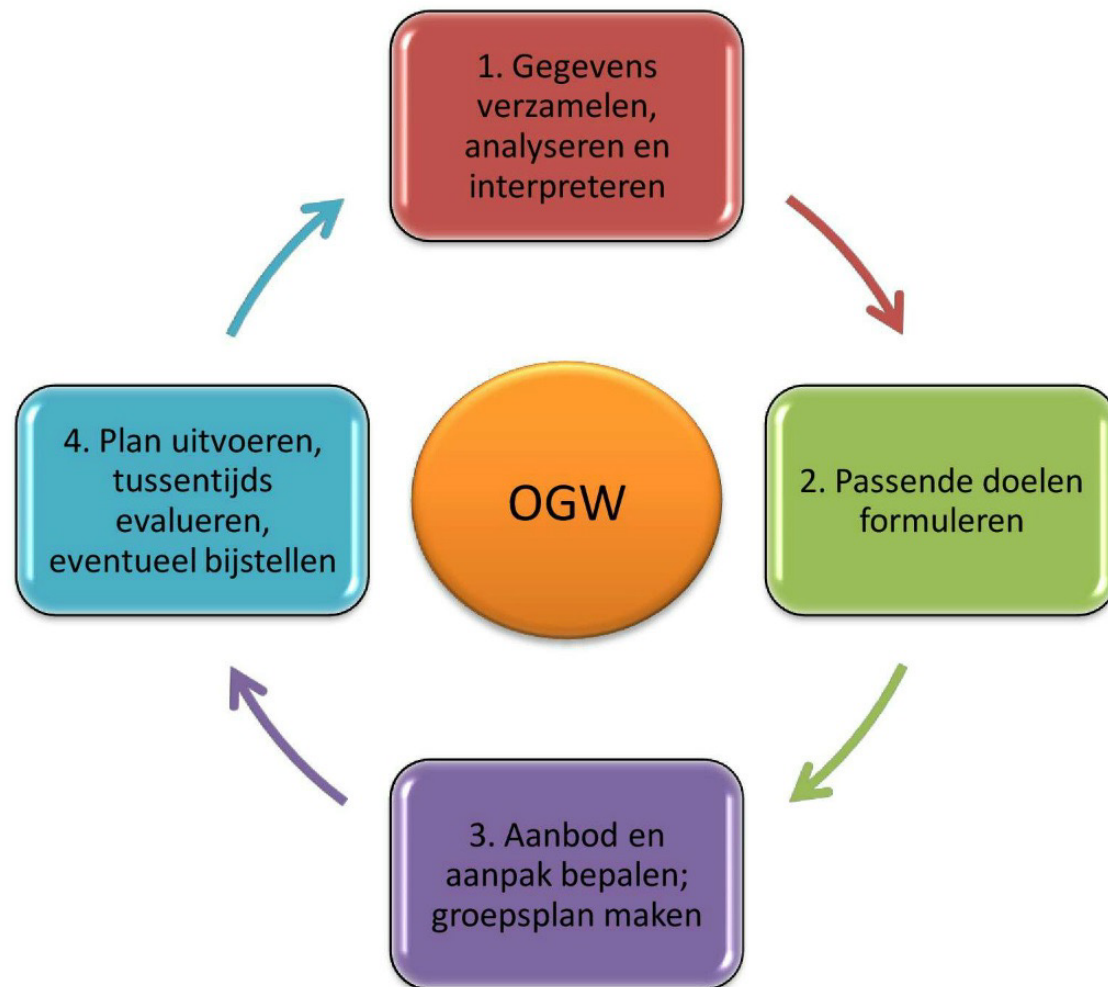 1. Gegevens
verzamelen,
analyseren en
interpreteren
2. Passende doelen
formuleren
3. Aanbod en
aanpak bepalen;
groepsplan maken
4. Plan uitvoeren,
tussentijds
evalueren,
eventueel bijstellen
OGW